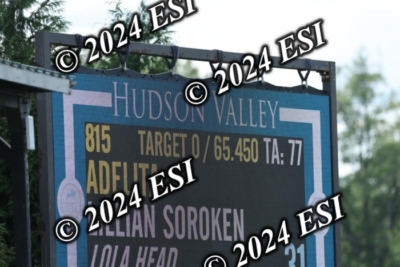 © 2024 ESI
© 2024 ESI
© 2024 ESI
HUDSON VALLEY
815 TARGET 0 / 65.450 TA: 77
ADELITA
© 2024 ESI
LILLIAN SOROKEN
© 2024 ESI
LOLA HEAD 31
© 2024 ESI